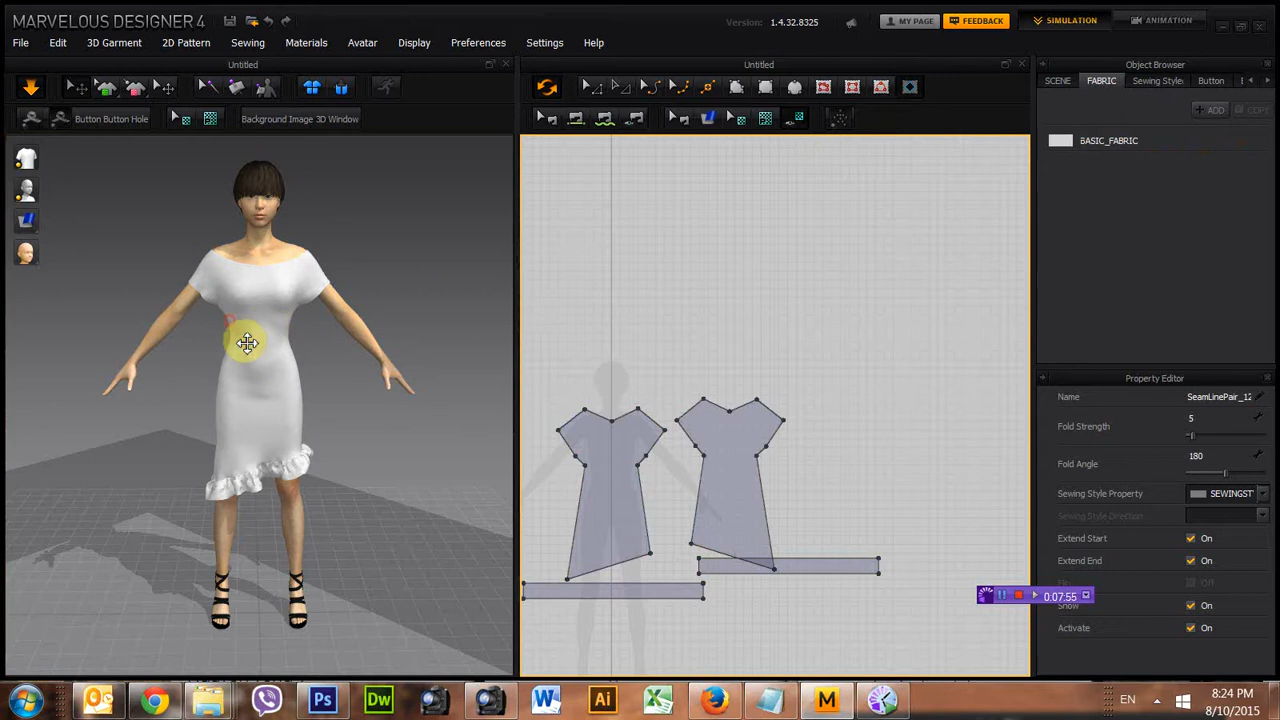 MARVELOUS DESIGNER 4
Version: 1.4.32.8325
MY PAGE
FEEDBACK
SIMULATION
ANIMATION
File Edit 3D Garment 2D Pattern Sewing Materials Avatar Display Preferences Settings Help
Untitled
Untitled
Object Browser
SCENE FABRIC Sewing Style Button
Button Button Hole
Background Image 3D Window
+ ADD COPY
BASIC_FABRIC
Property Editor
Name SeamLinePair_12
Fold Strength 5
Fold Angle 180
Sewing Style Property SEWINGST
Sewing Style Direction
Extend Start On
Extend End On
Off
0:07:55
Show On
Activate On
Ps Dw W Ai X M
EN
8:24 PM
8/10/2015